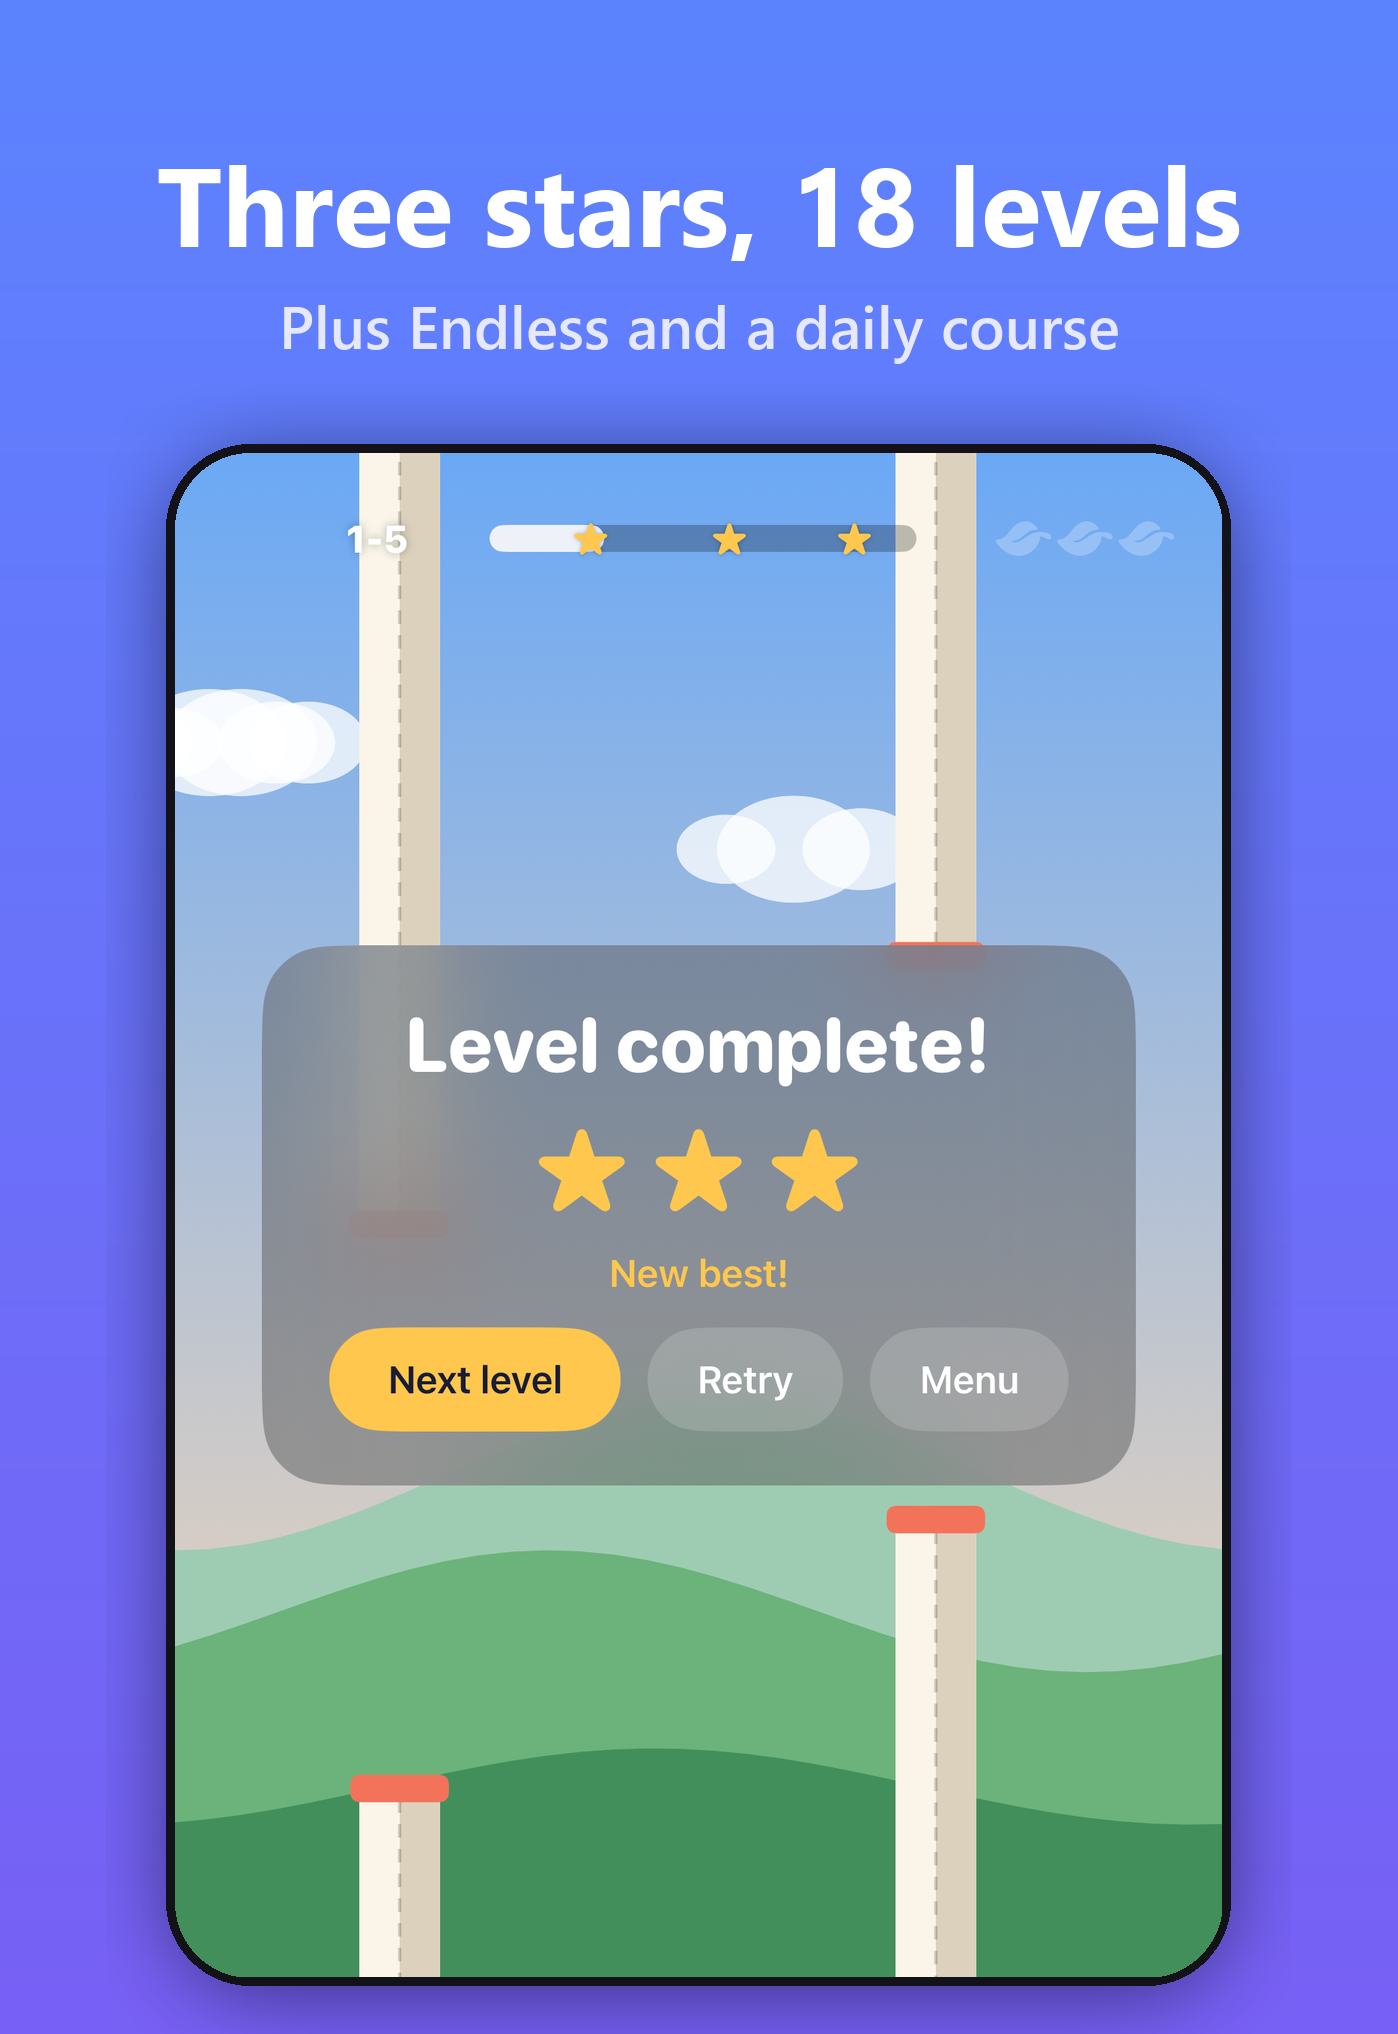 Three stars, 18 levels
Plus Endless and a daily course
1-5
Level complete!
New best!
Next level
Retry
Menu